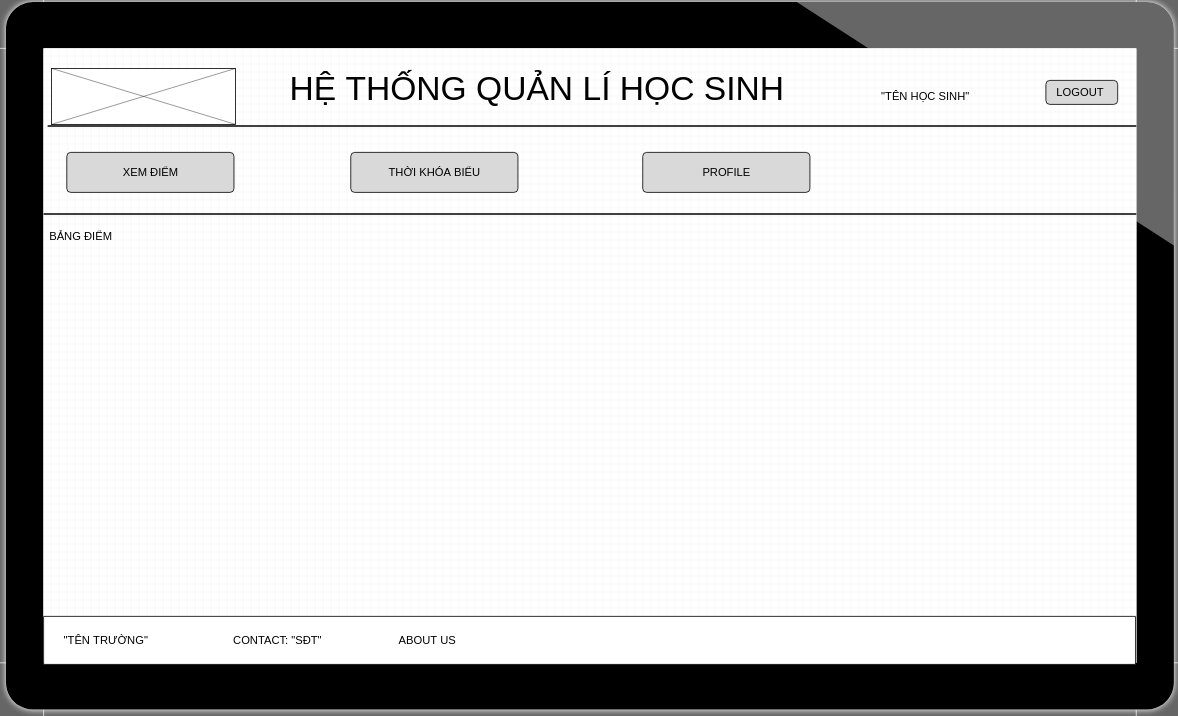 HỆ THỐNG QUẢN LÍ HỌC SINH
"TÊN HỌC SINH"
LOGOUT
XEM ĐIỂM
THỜI KHÓA BIỂU
PROFILE
BẢNG ĐIỂM
"TÊN TRƯỜNG"
CONTACT: "SĐT"
ABOUT US